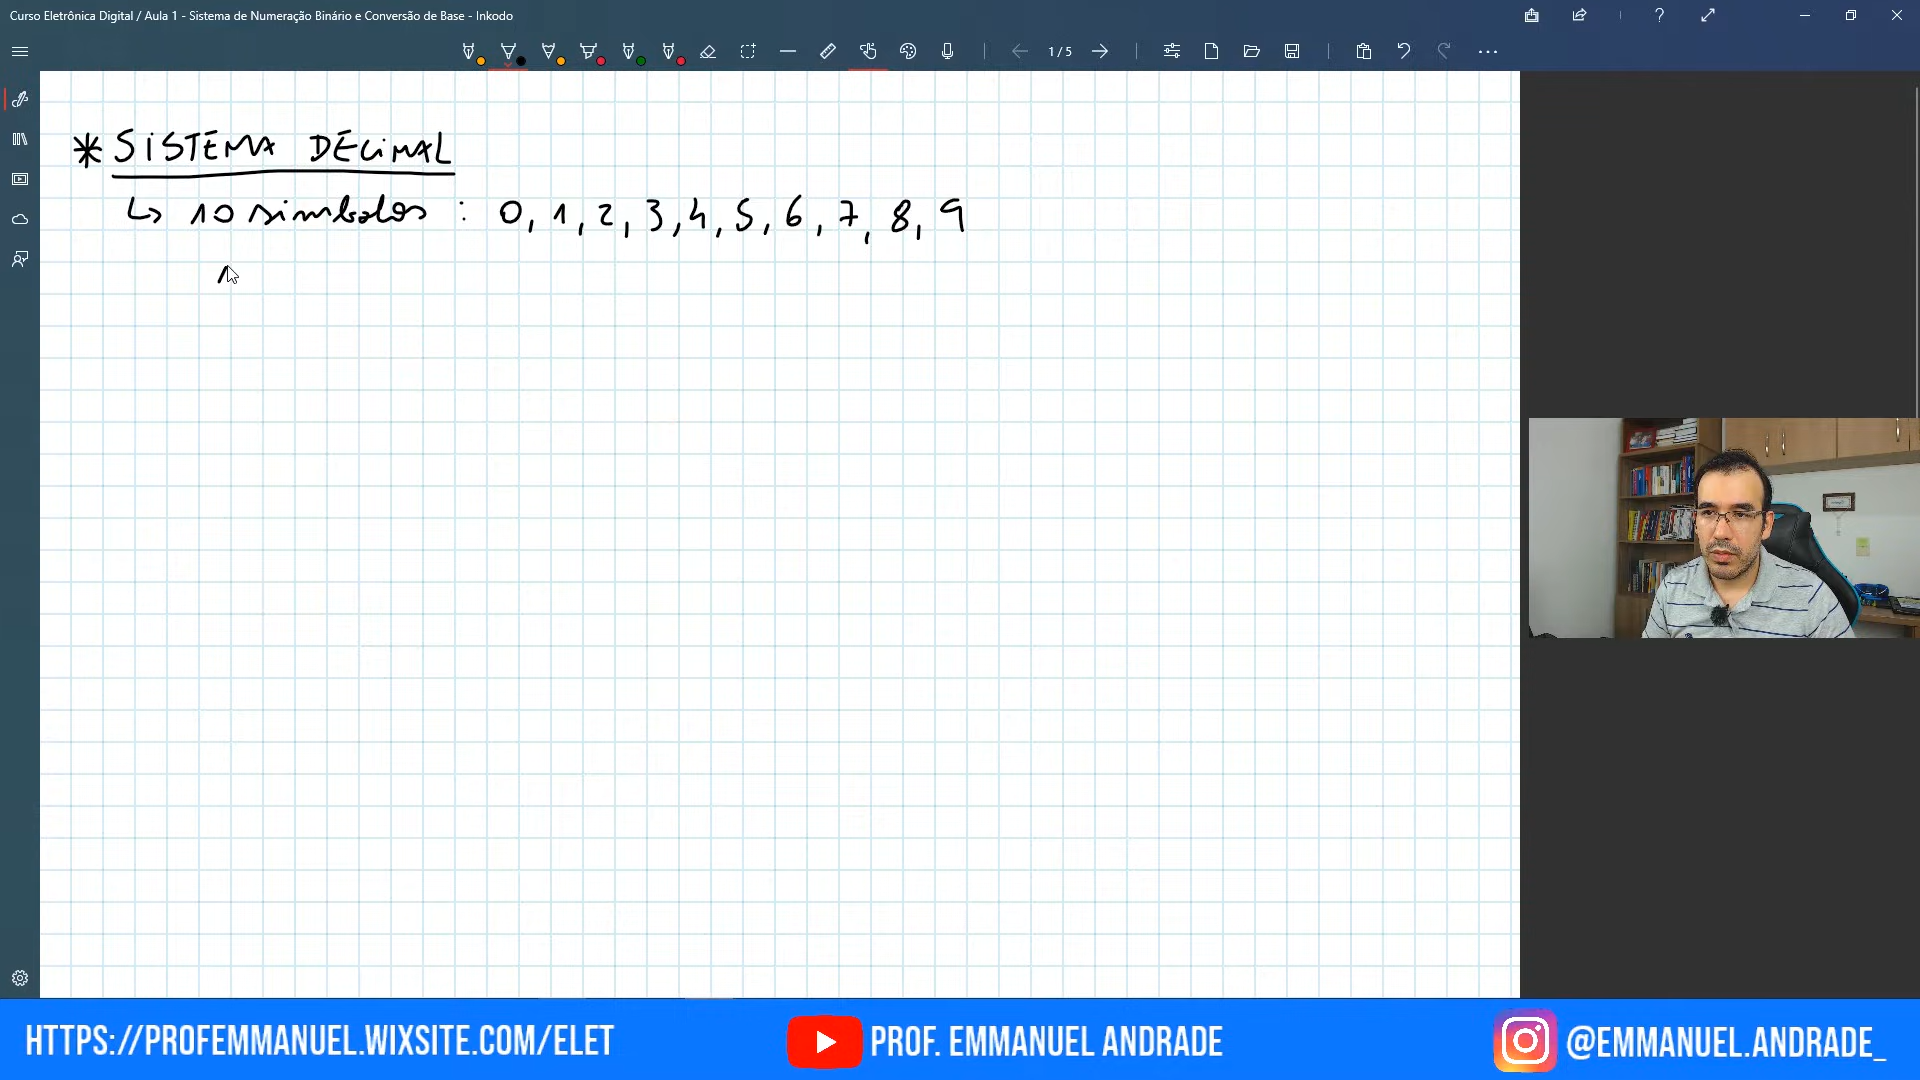 Curso Eletrônica Digital / Aula 1 - Sistema de Numeração Binário e Conversão de Base - Inkodo
1 / 5
* SISTEMA DECIMAL
↳ 10 simbolos : 0, 1, 2, 3, 4, 5, 6, 7, 8, 9
HTTPS://PROFEMMANUEL.WIXSITE.COM/ELET
PROF. EMMANUEL ANDRADE
@EMMANUEL.ANDRADE_